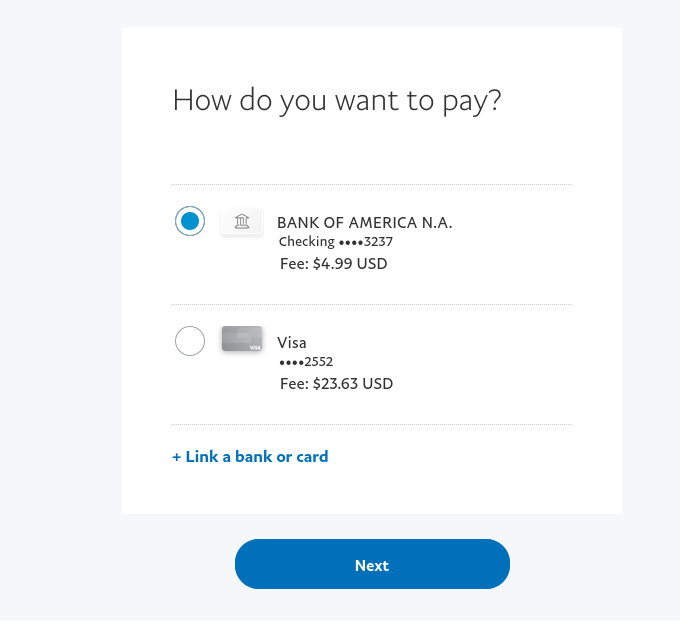 How do you want to pay?
BANK OF AMERICA N.A.
Checking ••••3237
Fee: $4.99 USD
Visa
VISA
••••2552
Fee: $23.63 USD
+ Link a bank or card
Next